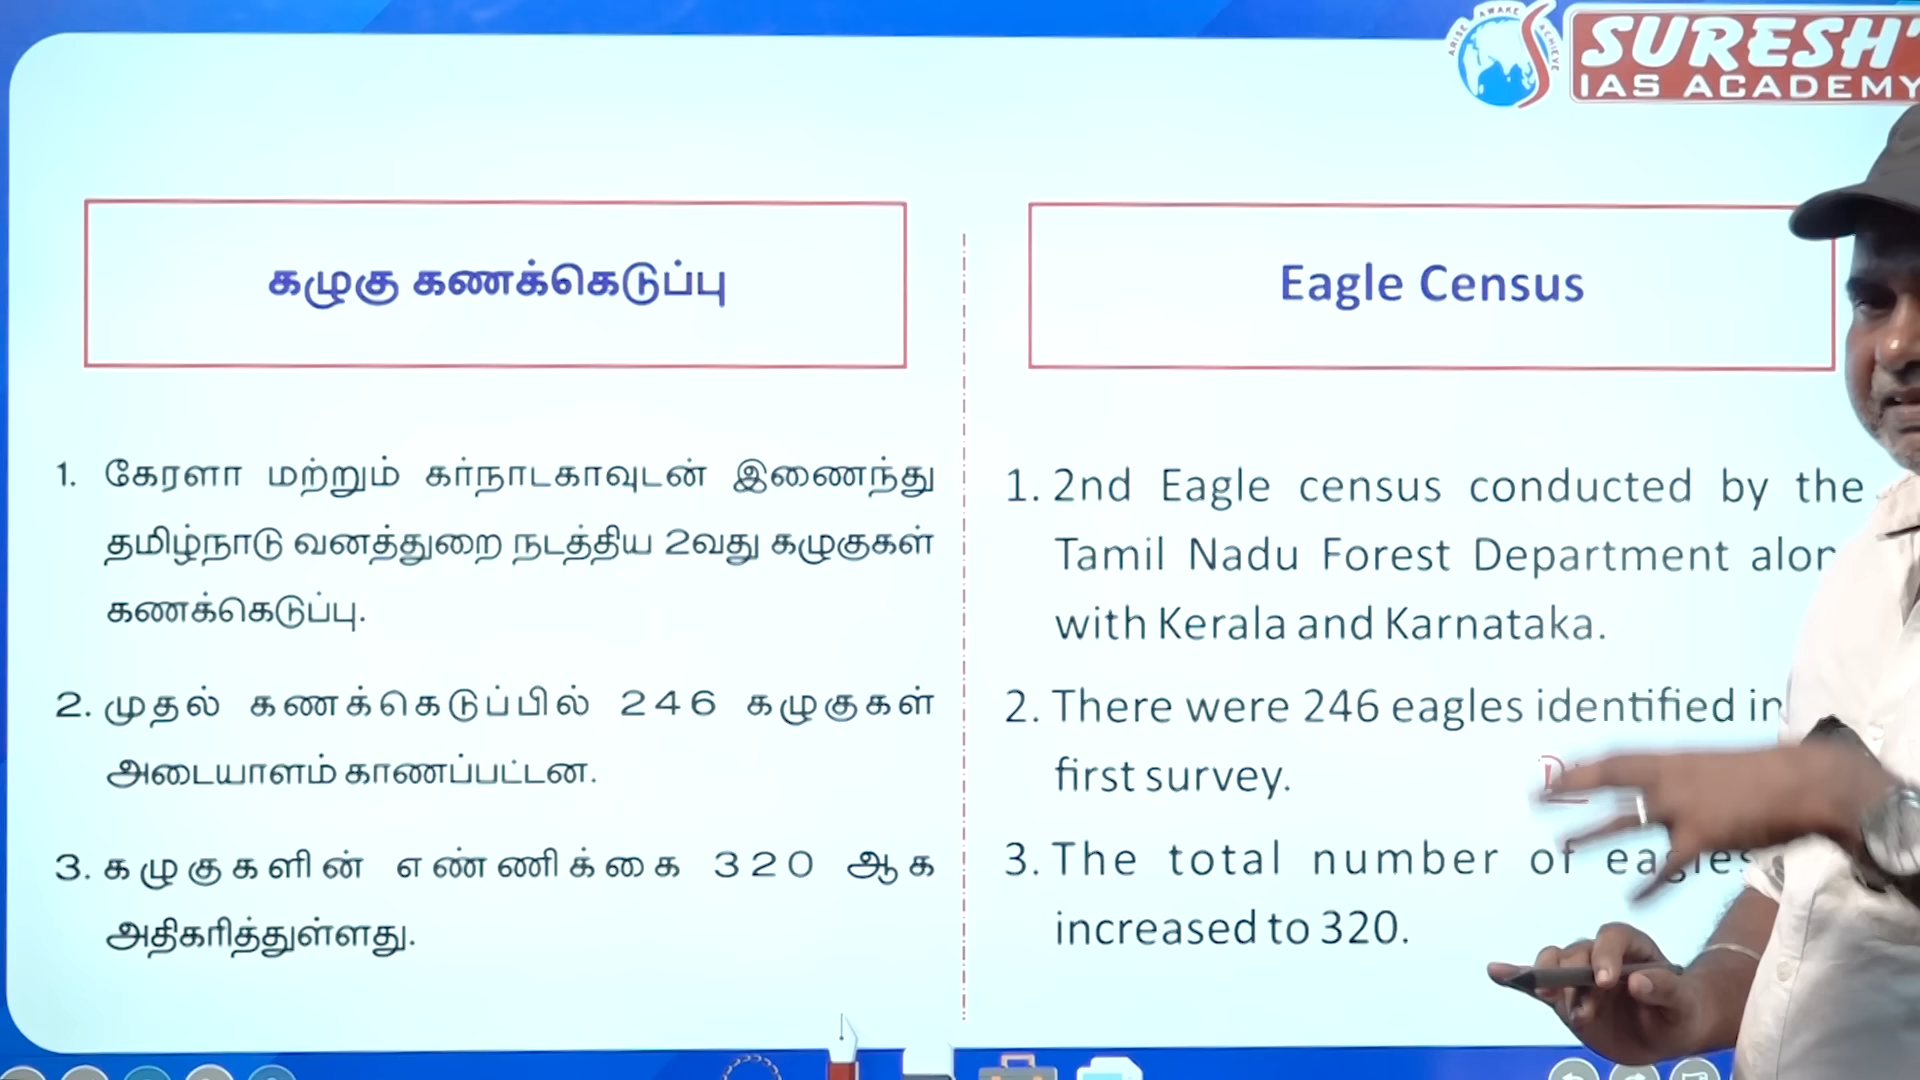 ARISE AWAKE ACHIEVE
SURESH'
IAS ACADEMY
கழுகு கணக்கெடுப்பு
1. கேரளா மற்றும் கர்நாடகாவுடன் இணைந்து
தமிழ்நாடு வனத்துறை நடத்திய 2வது கழுகுகள்
கணக்கெடுப்பு.
2. முதல் கணக்கெடுப்பில் 246 கழுகுகள்
அடையாளம் காணப்பட்டன.
3. கழுகுகளின் எண்ணிக்கை 320 ஆக
அதிகரித்துள்ளது.
Eagle Census
1. 2nd Eagle census conducted by the
Tamil Nadu Forest Department
with Kerala and Karnataka.
2. There were 246 eagles identified in
first survey.
3. The total number of eagles
increased to 320.